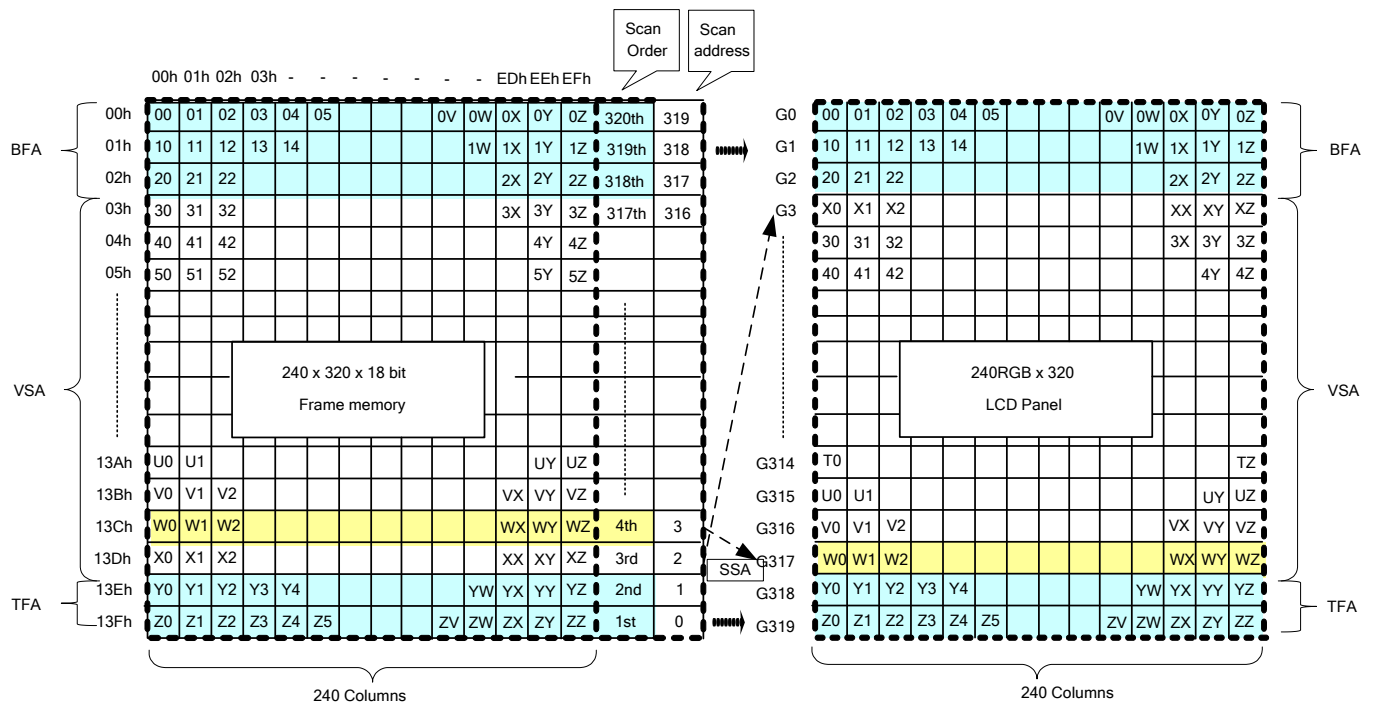 Scan Order
Scan address
00h 01h 02h 03h - - - - - - - EDh EEh EFh
00h 00 01 02 03 04 05 0V 0W 0X 0Y 0Z 320th 319 G0 00 01 02 03 04 05 0V 0W 0X 0Y 0Z
BFA 01h 10 11 12 13 14 1W 1X 1Y 1Z 319th 318 G1 10 11 12 13 14 1W 1X 1Y 1Z BFA
02h 20 21 22 2X 2Y 2Z 318th 317 G2 20 21 22 2X 2Y 2Z
03h 30 31 32 3X 3Y 3Z 317th 316 G3 X0 X1 X2 XX XY XZ
04h 40 41 42 4Y 4Z 30 31 32 3X 3Y 3Z
05h 50 51 52 5Y 5Z 40 41 42 4Y 4Z
240 x 320 x 18 bit 240RGB x 320
VSA Frame memory LCD Panel VSA
13Ah U0 U1 UY UZ G314 T0 TZ
13Bh V0 V1 V2 VX VY VZ G315 U0 U1 UY UZ
13Ch W0 W1 W2 WX WY WZ 4th 3 G316 V0 V1 V2 VX VY VZ
13Dh X0 X1 X2 XX XY XZ 3rd 2 SSA G317 W0 W1 W2 WX WY WZ
13Eh Y0 Y1 Y2 Y3 Y4 YW YX YY YZ 2nd 1 G318 Y0 Y1 Y2 Y3 Y4 YW YX YY YZ
TFA 13Fh Z0 Z1 Z2 Z3 Z4 Z5 ZV ZW ZX ZY ZZ 1st 0 G319 Z0 Z1 Z2 Z3 Z4 Z5 ZV ZW ZX ZY ZZ TFA
240 Columns 240 Columns